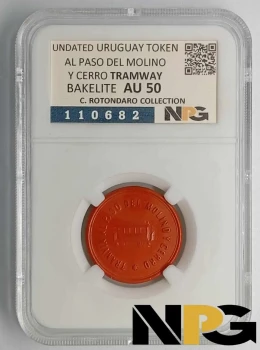 UNDATED URUGUAY TOKEN
AL PASO DEL MOLINO
Y CERRO TRAMWAY
BAKELITE AU 50
C. ROTONDARO COLLECTION
110682
NPG
NPG